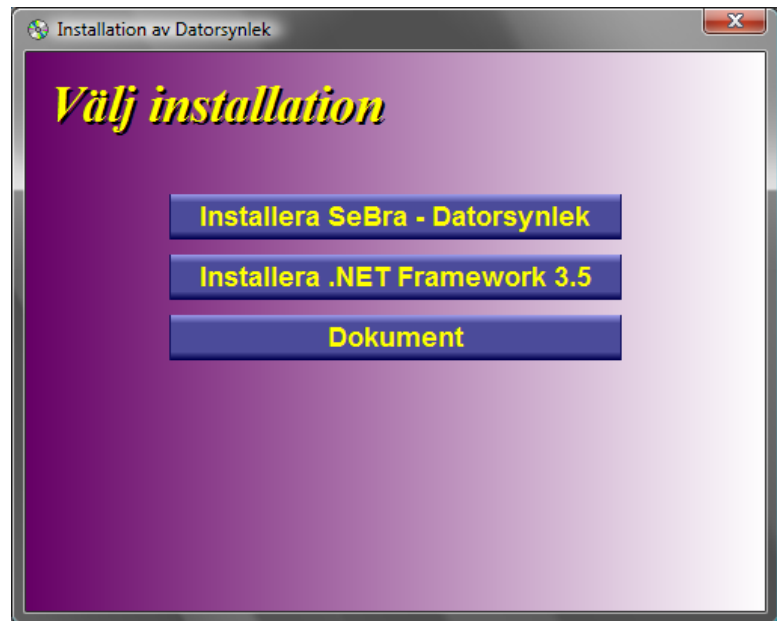 Installation av Datorsynlek
Välj installation
Installera SeBra - Datorsynlek
Installera .NET Framework 3.5
Dokument